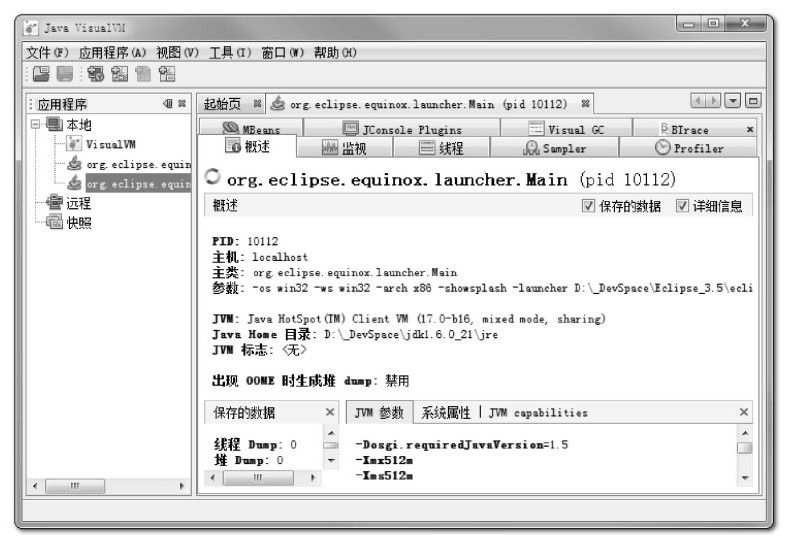 Java VisualVM
文件(F) 应用程序(A) 视图(V) 工具(T) 窗口(W) 帮助(H)
应用程序
本地
VisualVM
org.eclipse.equin
org.eclipse.equin
远程
快照
起始页 org.eclipse.equinox.launcher.Main (pid 10112)
MBeans JConsole Plugins Visual GC BTrace
概述 监视 线程 Sampler Profiler
org.eclipse.equinox.launcher.Main (pid 10112)
概述 保存的数据 详细信息
PID: 10112
主机: localhost
主类: org.eclipse.equinox.launcher.Main
参数: -os win32 -ws win32 -arch x86 -showsplash -launcher D:\_DevSpace\Eclipse_3.5\ecli
JVM: Java HotSpot(TM) Client VM (17.0-b16, mixed mode, sharing)
Java Home 目录: D:\_DevSpace\jdk1.6.0_21\jre
JVM 标志: <无>
出现 OOME 时生成堆 dump: 禁用
保存的数据
线程 Dump: 0
堆 Dump: 0
JVM 参数 系统属性 JVM capabilities
-Dosgi.requiredJavaVersion=1.5
-Xmx512m
-Xms512m